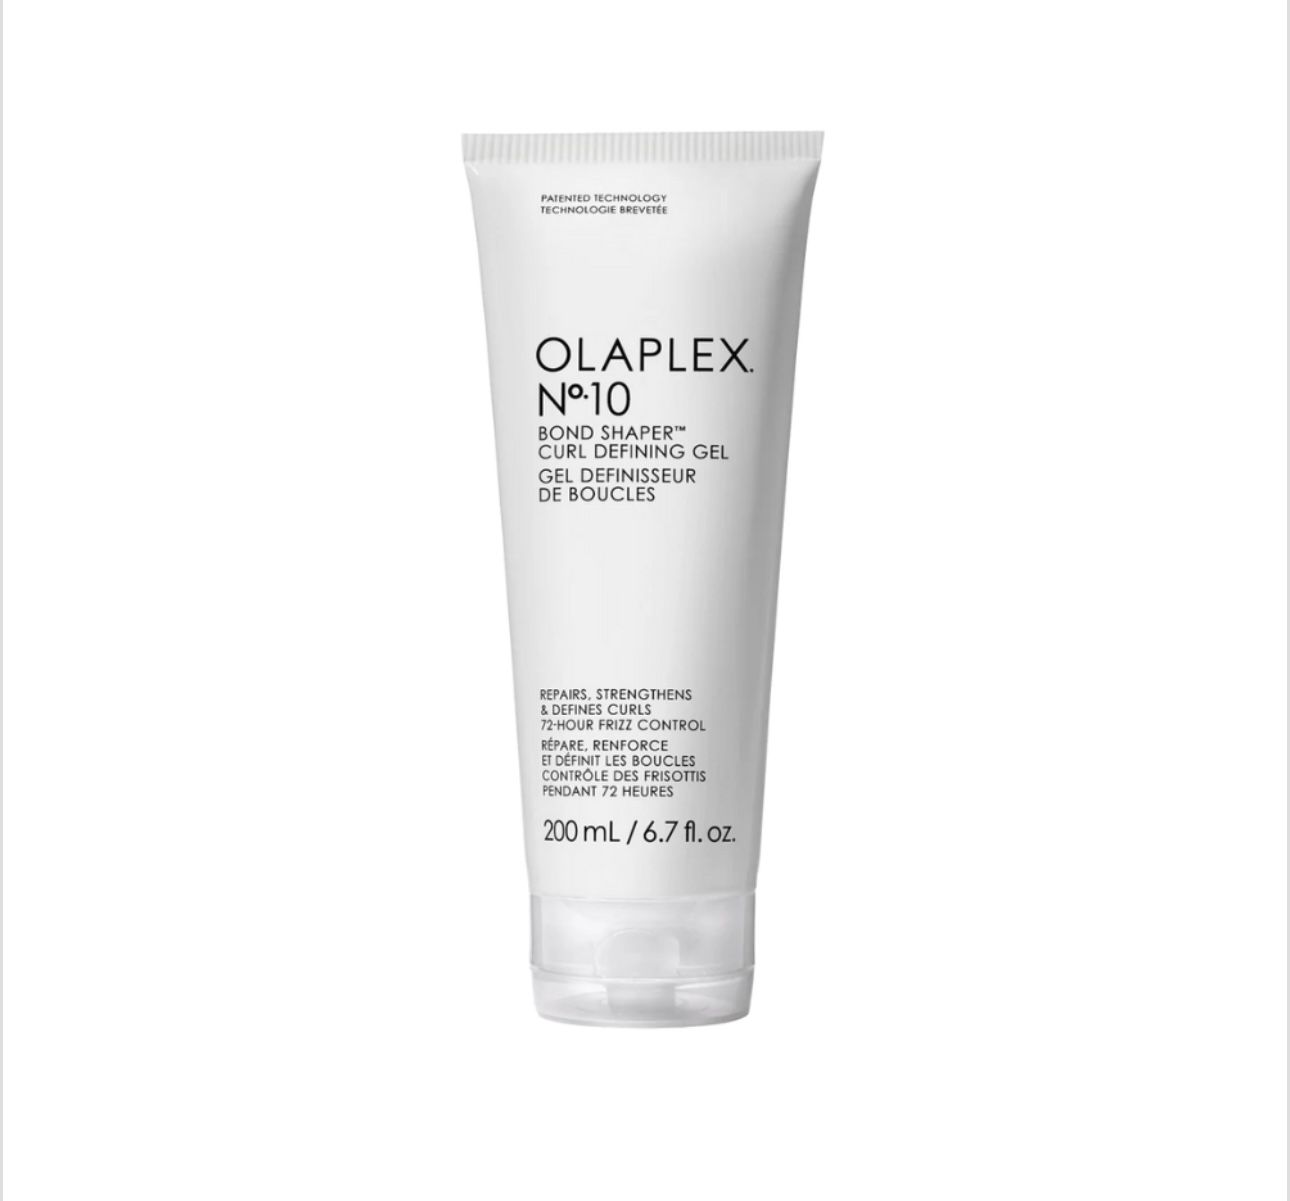 PATENTED TECHNOLOGY
TECHNOLOGIE BREVETÉE
OLAPLEX.
Nº.10
BOND SHAPER™
CURL DEFINING GEL
GEL DEFINISSEUR
DE BOUCLES
REPAIRS, STRENGTHENS
& DEFINES CURLS
72-HOUR FRIZZ CONTROL
RÉPARE, RENFORCE
ET DÉFINIT LES BOUCLES
CONTRÔLE DES FRISOTTIS
PENDANT 72 HEURES
200 mL / 6.7 fl. oz.